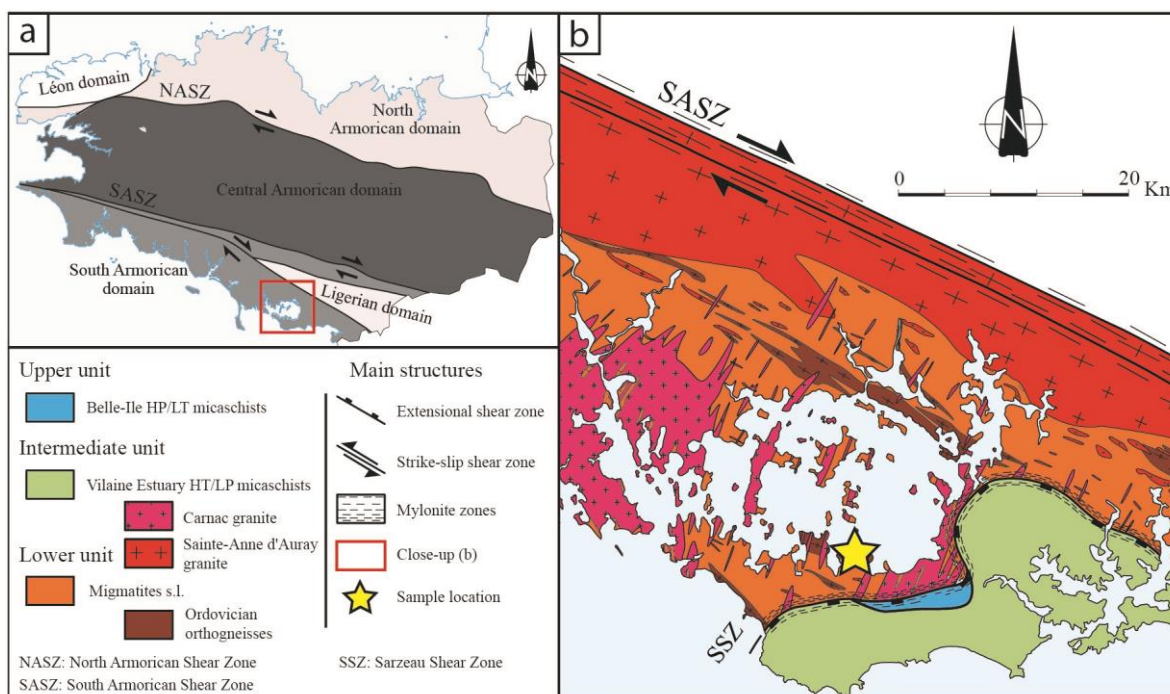 a
Léon domain
NASZ
N
North
Armorican domain
Central Armorican domain
SASZ
South Armorican
domain
Ligerian domain
b
SASZ
N
0
20
Km
SSZ
Upper unit
Belle-Ile HP/LT micaschists
Intermediate unit
Vilaine Estuary HT/LP micaschists
Carnac granite
Lower unit
Sainte-Anne d'Auray
granite
Migmatites s.l.
Ordovician
orthogneisses
NASZ: North Armorican Shear Zone
SASZ: South Armorican Shear Zone
Main structures
Extensional shear zone
Strike-slip shear zone
Mylonite zones
Close-up (b)
Sample location
SSZ: Sarzeau Shear Zone